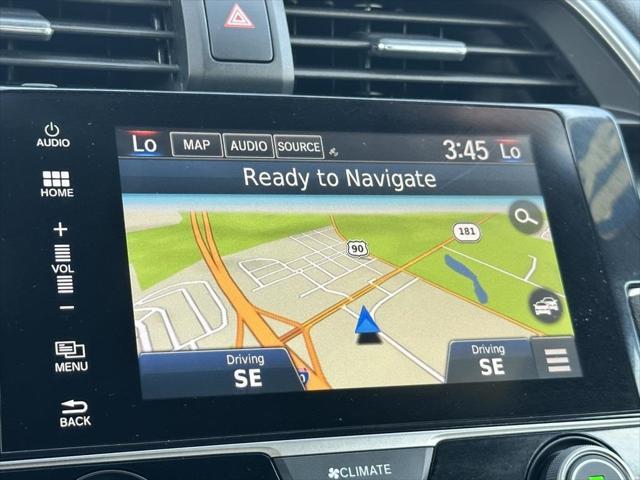 AUDIO
HOME
+
VOL
−
MENU
BACK
Lo MAP AUDIO SOURCE 3:45 Lo
Ready to Navigate
181
90
Driving
SE
Driving
SE
CLIMATE